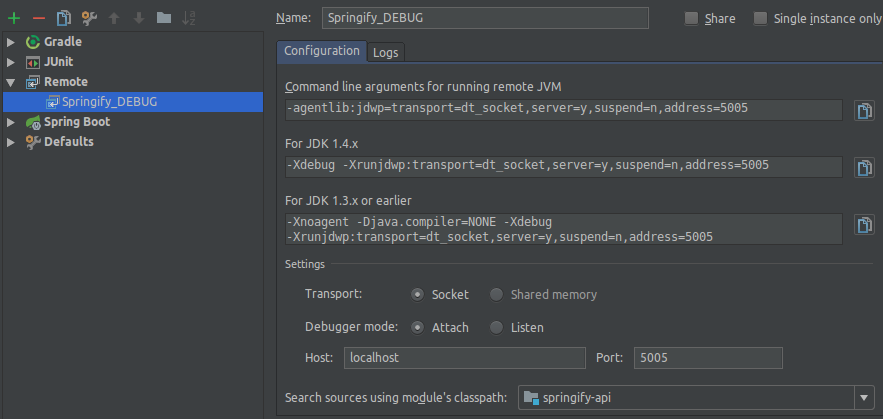 Name: Springify_DEBUG Share Single instance only
Gradle
JUnit
Remote
Springify_DEBUG
Spring Boot
Defaults
Configuration Logs
Command line arguments for running remote JVM
-agentlib:jdwp=transport=dt_socket,server=y,suspend=n,address=5005
For JDK 1.4.x
-Xdebug -Xrunjdwp:transport=dt_socket,server=y,suspend=n,address=5005
For JDK 1.3.x or earlier
-Xnoagent -Djava.compiler=NONE -Xdebug
-Xrunjdwp:transport=dt_socket,server=y,suspend=n,address=5005
Settings
Transport: Socket Shared memory
Debugger mode: Attach Listen
Host: localhost Port: 5005
Search sources using module's classpath: springify-api